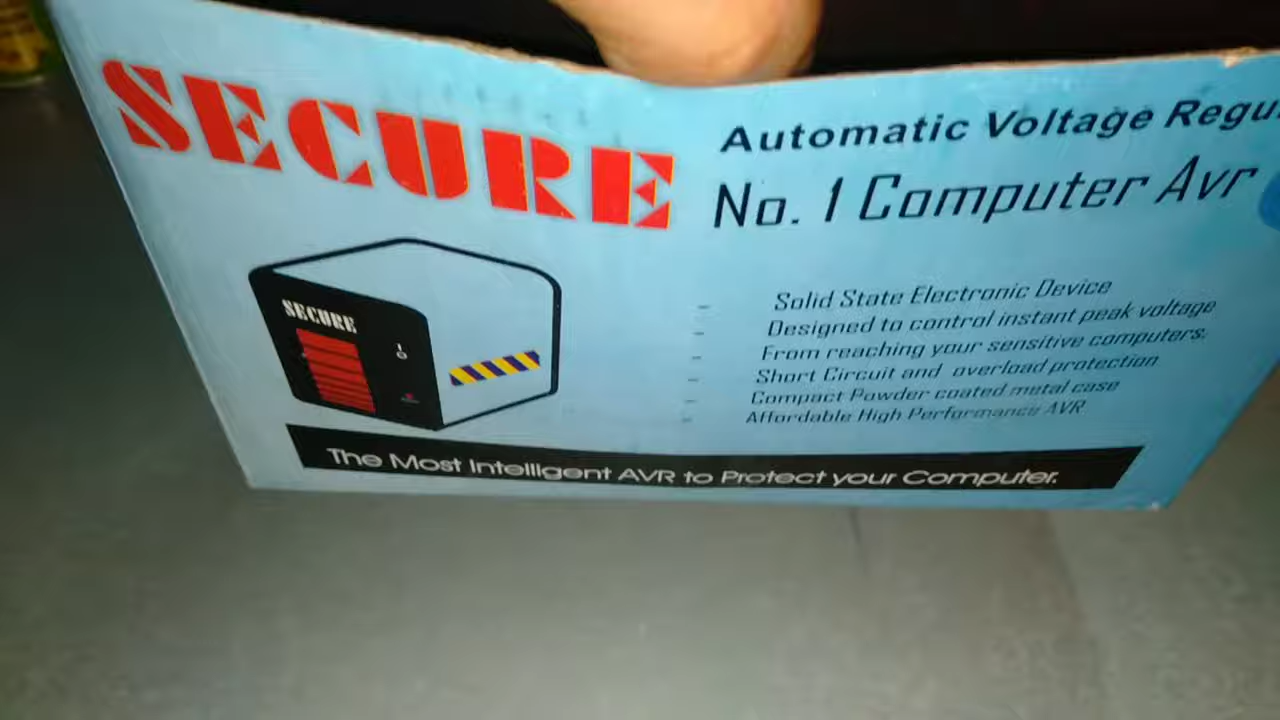 SECURE
Automatic Voltage Regu
No. 1 Computer Avr
SECURE
- Solid State Electronic Device
- Designed to control instant peak voltage
- From reaching your sensitive computers.
- Short Circuit and overload protection
- Compact Powder coated metal case
- Affordable High Performance AVR
The Most Intelligent AVR to Protect your Computer.